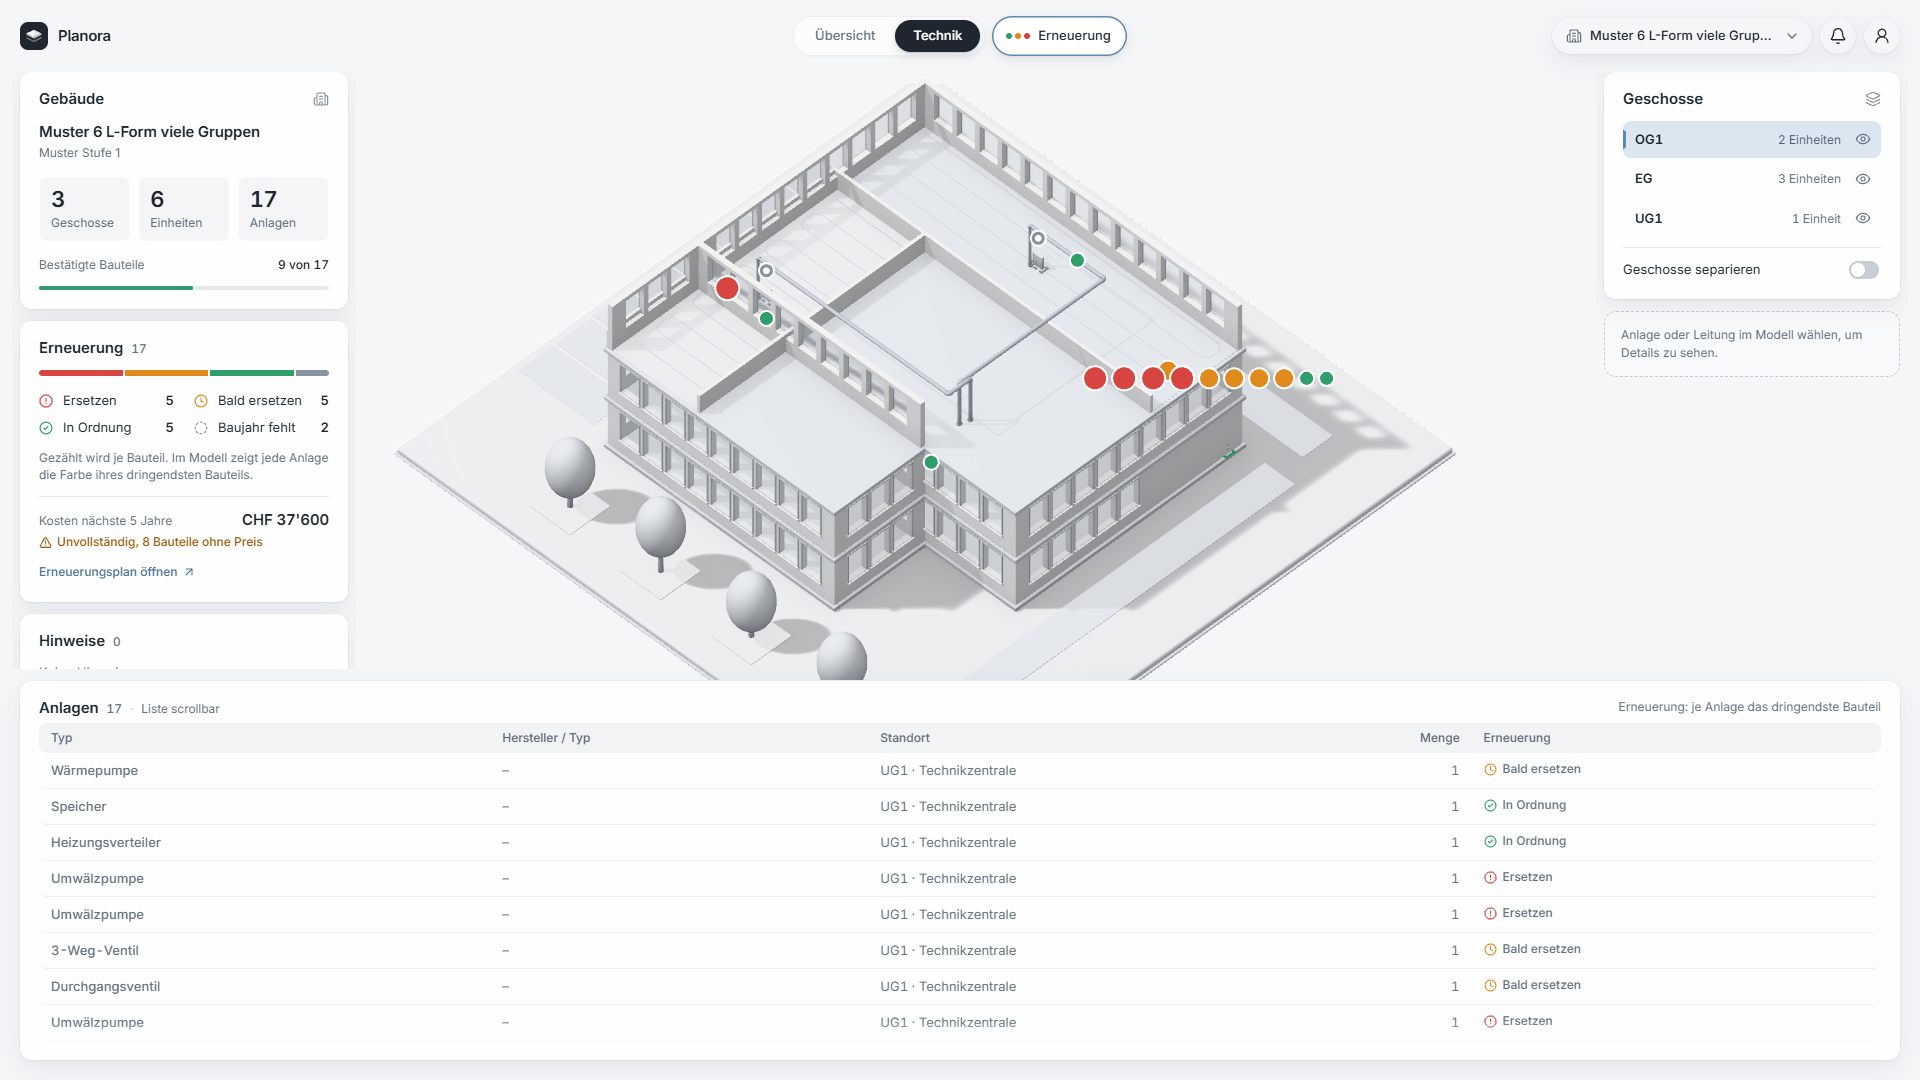 Planora
Übersicht
Technik
Erneuerung
Muster 6 L-Form viele Grup...
Gebäude
Muster 6 L-Form viele Gruppen
Muster Stufe 1
3 6 17
Geschosse Einheiten Anlagen
Bestätigte Bauteile 9 von 17
Erneuerung 17
Ersetzen 5 Bald ersetzen 5
In Ordnung 5 Baujahr fehlt 2
Gezählt wird je Bauteil. Im Modell zeigt jede Anlage
die Farbe ihres dringendsten Bauteils.
Kosten nächste 5 Jahre CHF 37'600
Unvollständig, 8 Bauteile ohne Preis
Erneuerungsplan öffnen
Hinweise 0
Geschosse
OG1 2 Einheiten
EG 3 Einheiten
UG1 1 Einheit
Geschosse separieren
Anlage oder Leitung im Modell wählen, um
Details zu sehen.
Anlagen 17 · Liste scrollbar
Erneuerung: je Anlage das dringendste Bauteil
Typ Hersteller / Typ Standort Menge Erneuerung
Wärmepumpe – UG1 · Technikzentrale 1 Bald ersetzen
Speicher – UG1 · Technikzentrale 1 In Ordnung
Heizungsverteiler – UG1 · Technikzentrale 1 In Ordnung
Umwälzpumpe – UG1 · Technikzentrale 1 Ersetzen
Umwälzpumpe – UG1 · Technikzentrale 1 Ersetzen
3-Weg-Ventil – UG1 · Technikzentrale 1 Bald ersetzen
Durchgangsventil – UG1 · Technikzentrale 1 Bald ersetzen
Umwälzpumpe – UG1 · Technikzentrale 1 Ersetzen